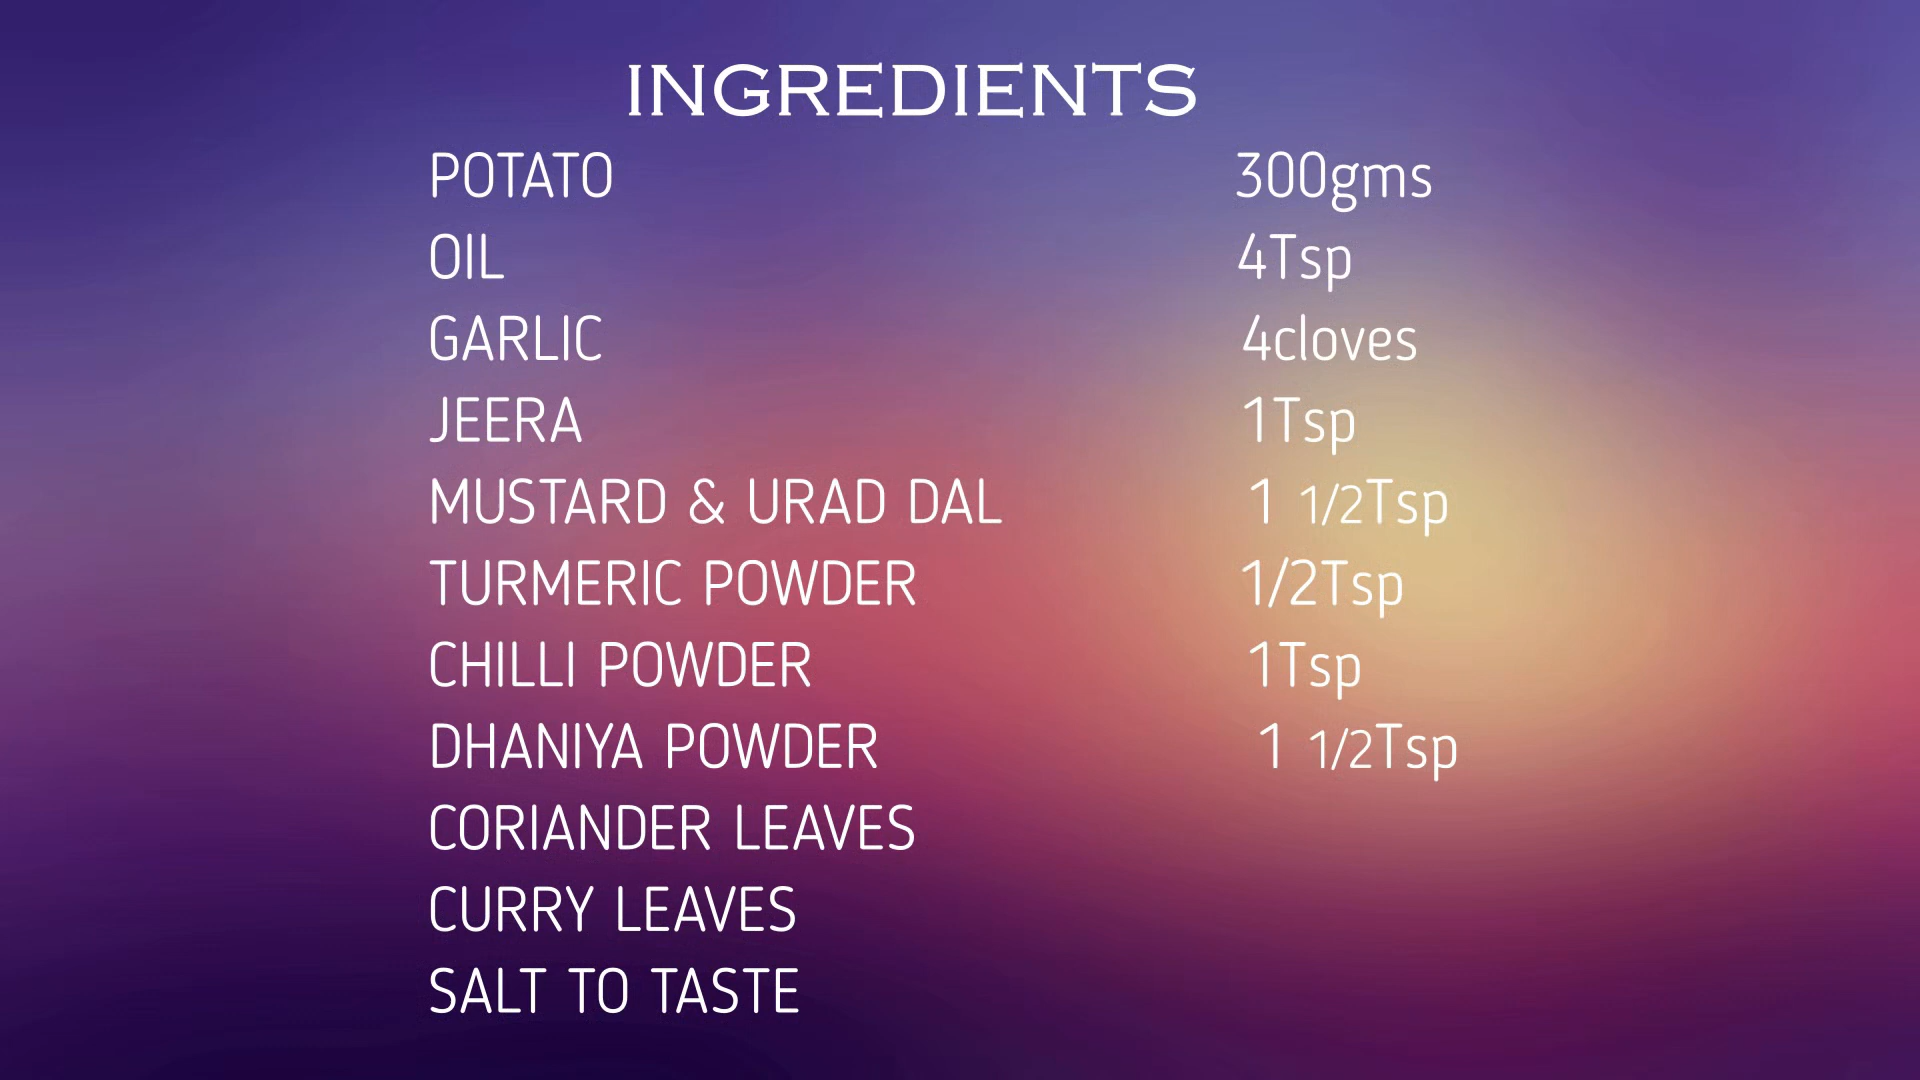 INGREDIENTS
POTATO 300gms
OIL 4Tsp
GARLIC 4cloves
JEERA 1Tsp
MUSTARD & URAD DAL 1 1/2Tsp
TURMERIC POWDER 1/2Tsp
CHILLI POWDER 1Tsp
DHANIYA POWDER 1 1/2Tsp
CORIANDER LEAVES
CURRY LEAVES
SALT TO TASTE